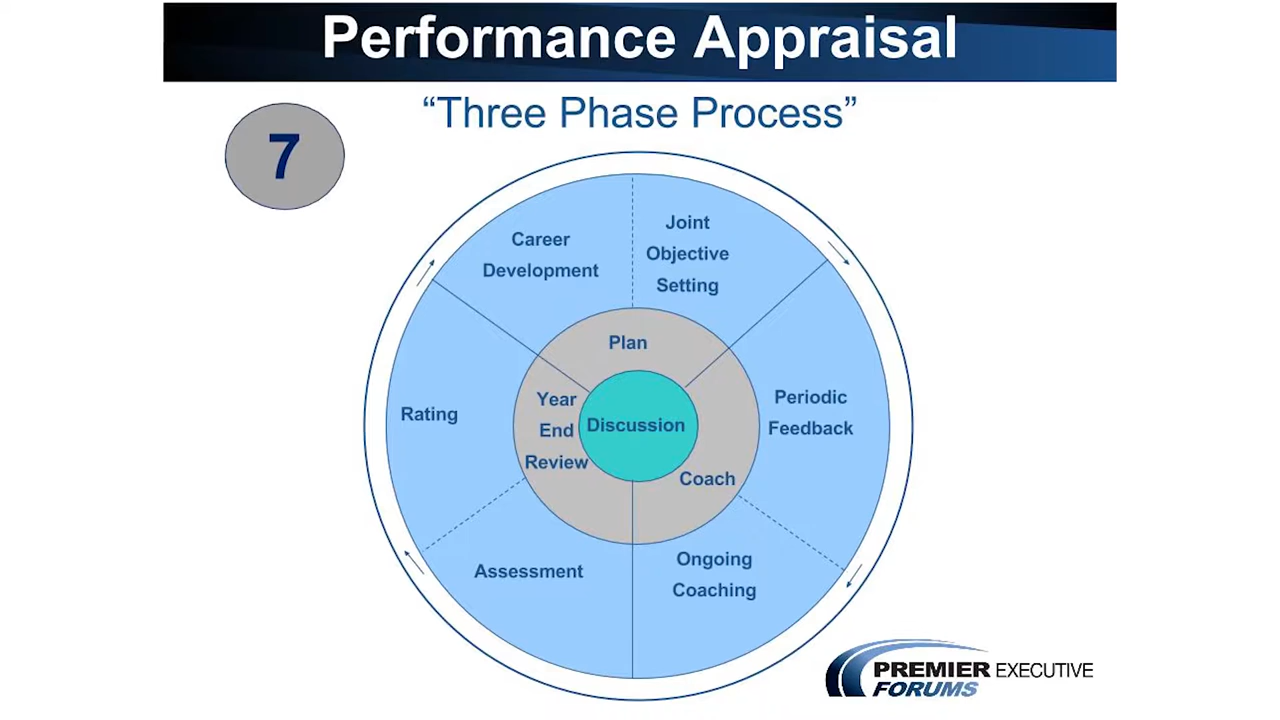 Performance Appraisal
“Three Phase Process”
7
Career
Development
Joint
Objective
Setting
Plan
Rating
Year
End
Review
Discussion
Periodic
Feedback
Coach
Assessment
Ongoing
Coaching
PREMIER EXECUTIVE
FORUMS